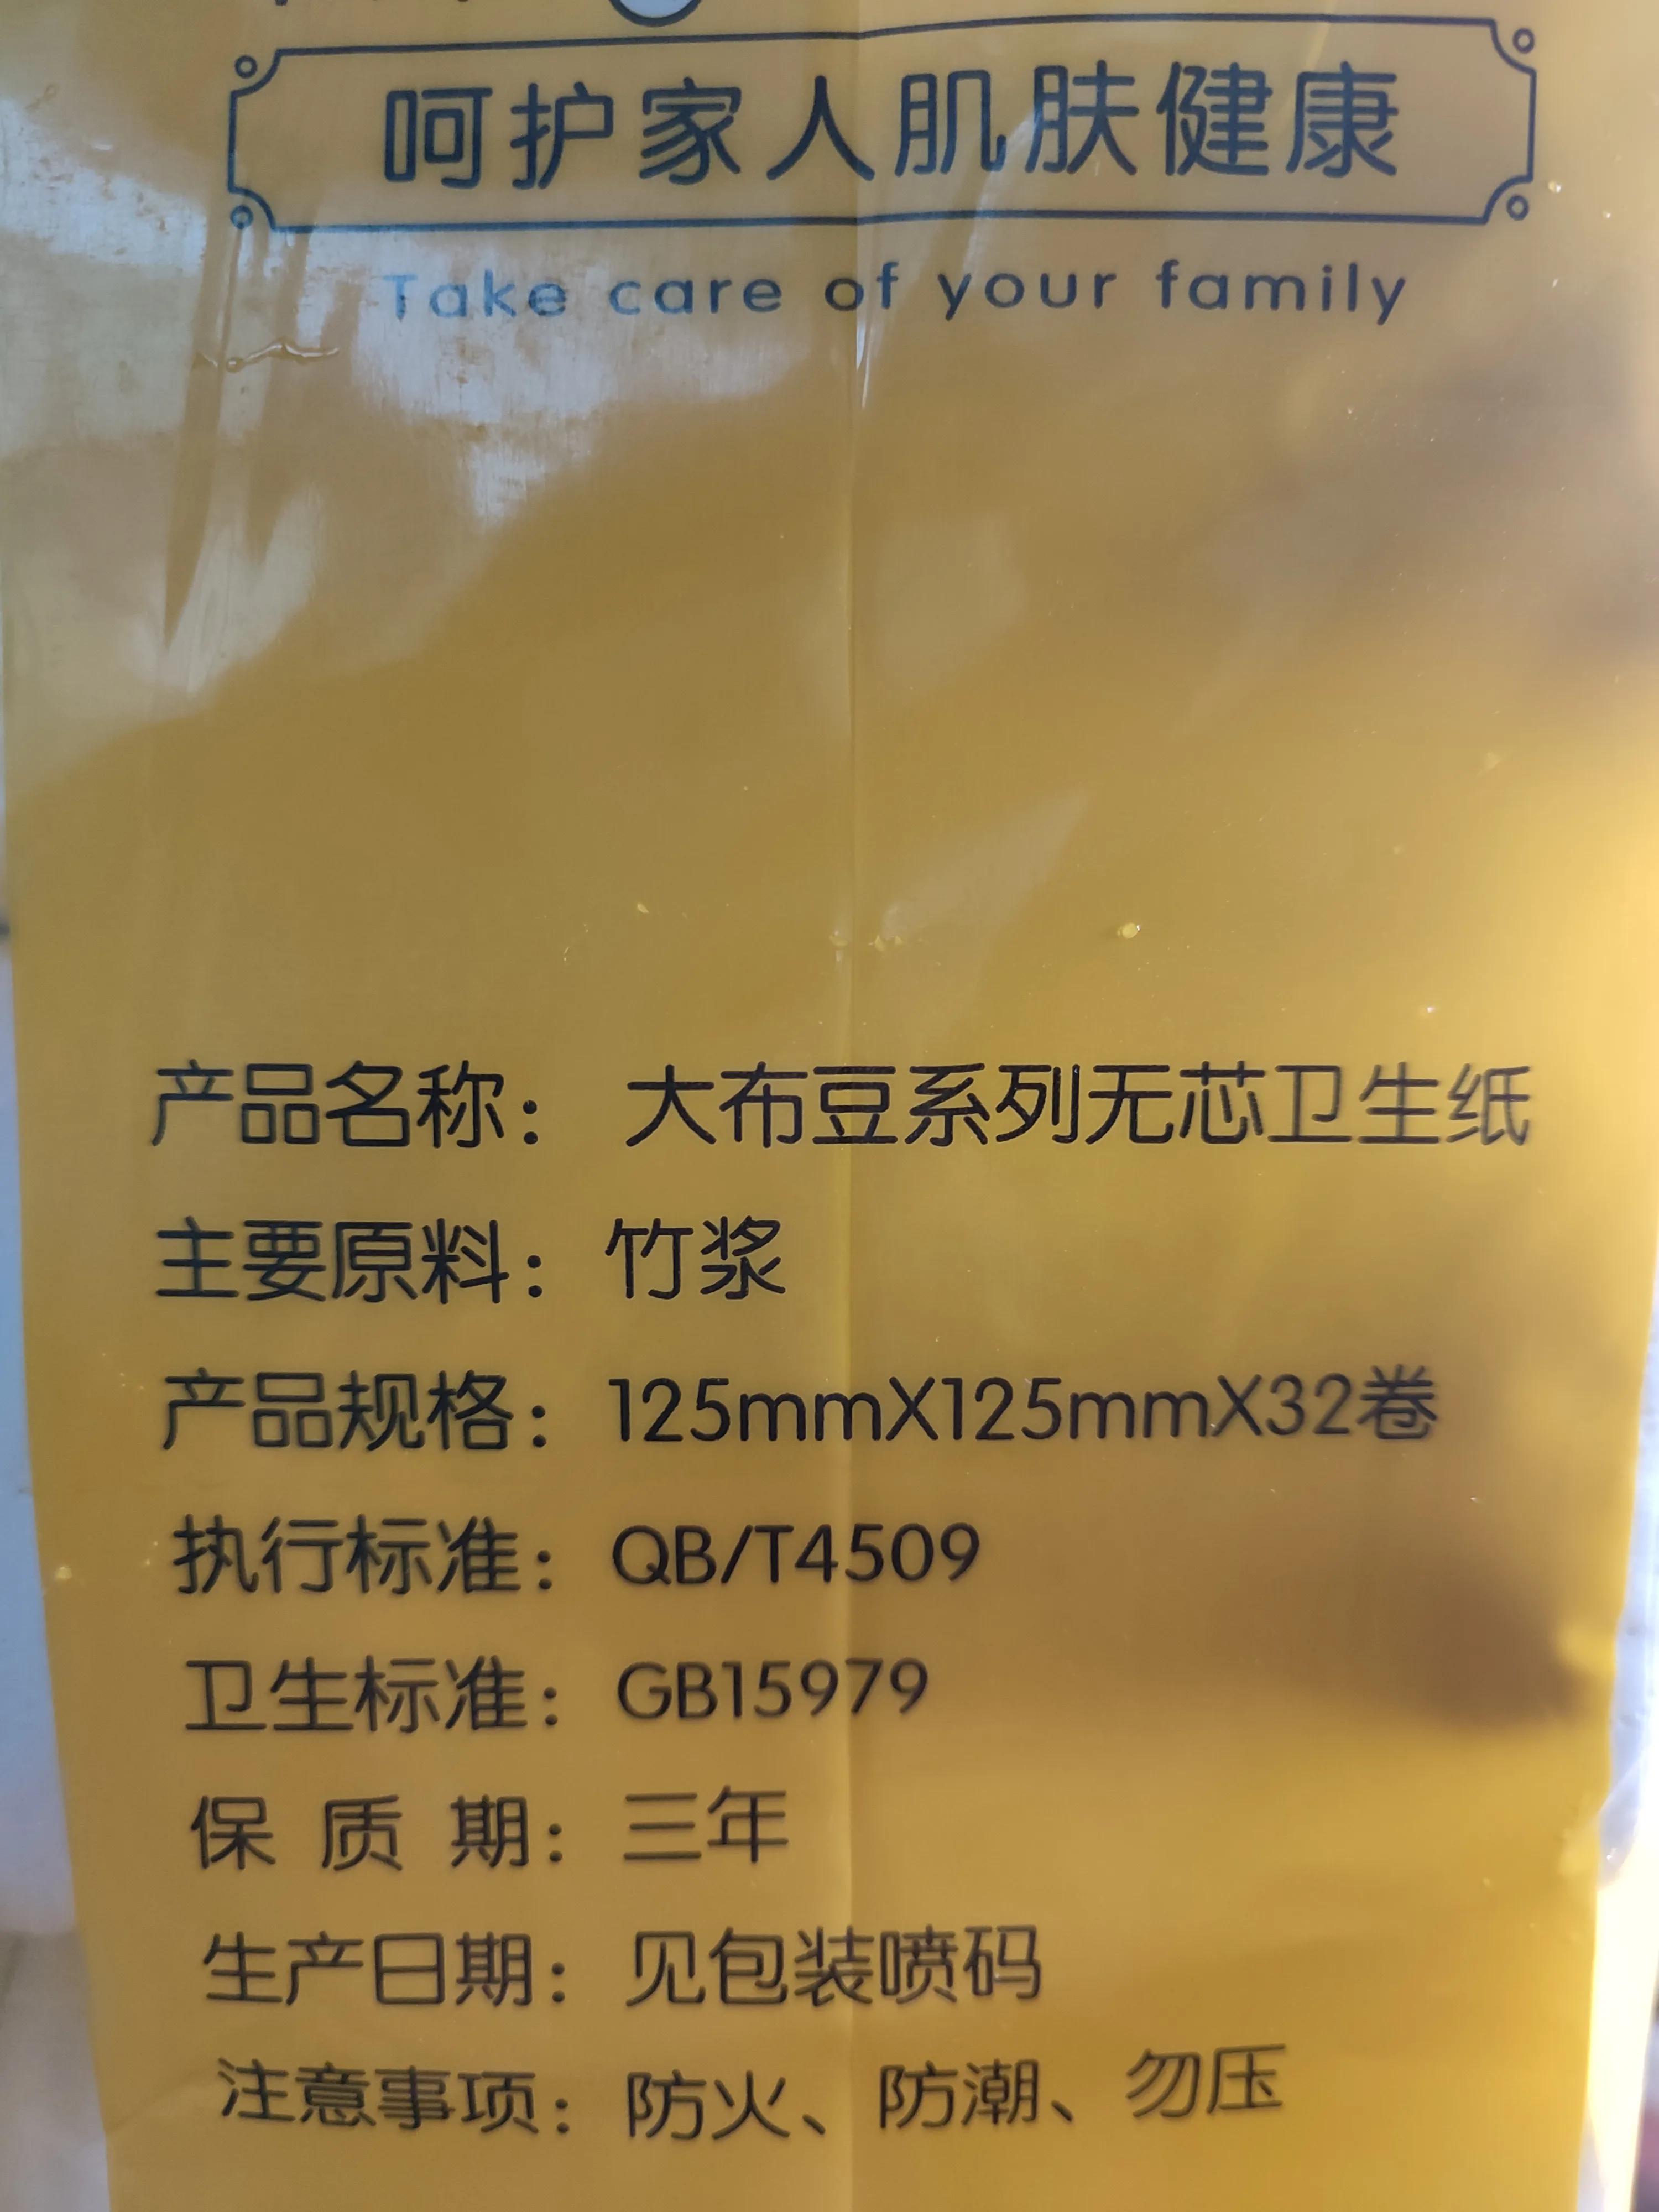 呵护家人肌肤健康
Take care of your family
产品名称： 大布豆系列无芯卫生纸
主要原料：竹浆
产品规格：125mmX125mmX32卷
执行标准：QB/T4509
卫生标准：GB15979
保 质 期：三年
生产日期：见包装喷码
注意事项：防火、防潮、勿压